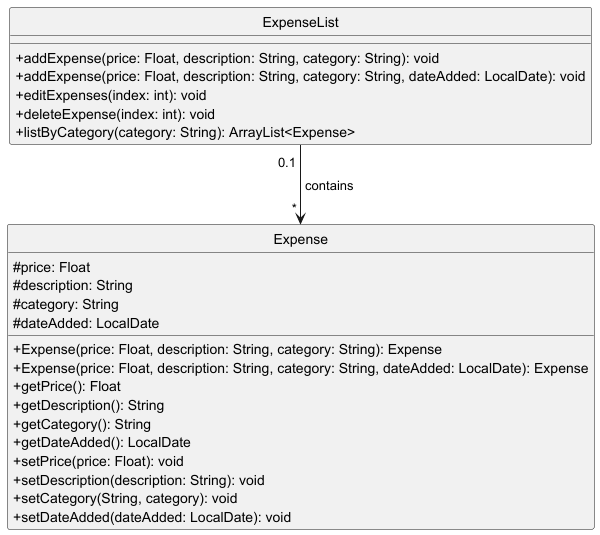 ExpenseList
+addExpense(price: Float, description: String, category: String): void
+addExpense(price: Float, description: String, category: String, dateAdded: LocalDate): void
+editExpenses(index: int): void
+deleteExpense(index: int): void
+listByCategory(category: String): ArrayList<Expense>
0.1
contains
*
Expense
#price: Float
#description: String
#category: String
#dateAdded: LocalDate
+Expense(price: Float, description: String, category: String): Expense
+Expense(price: Float, description: String, category: String, dateAdded: LocalDate): Expense
+getPrice(): Float
+getDescription(): String
+getCategory(): String
+getDateAdded(): LocalDate
+setPrice(price: Float): void
+setDescription(description: String): void
+setCategory(String, category): void
+setDateAdded(dateAdded: LocalDate): void